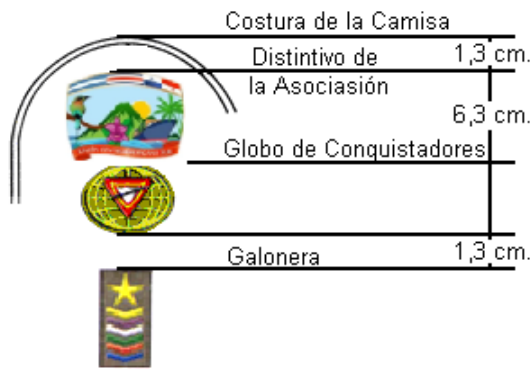 Costura de la Camisa
Distintivo de 1,3 cm.
la Asociasión
6,3 cm.
Globo de Conquistadores
Galonera 1,3 cm.